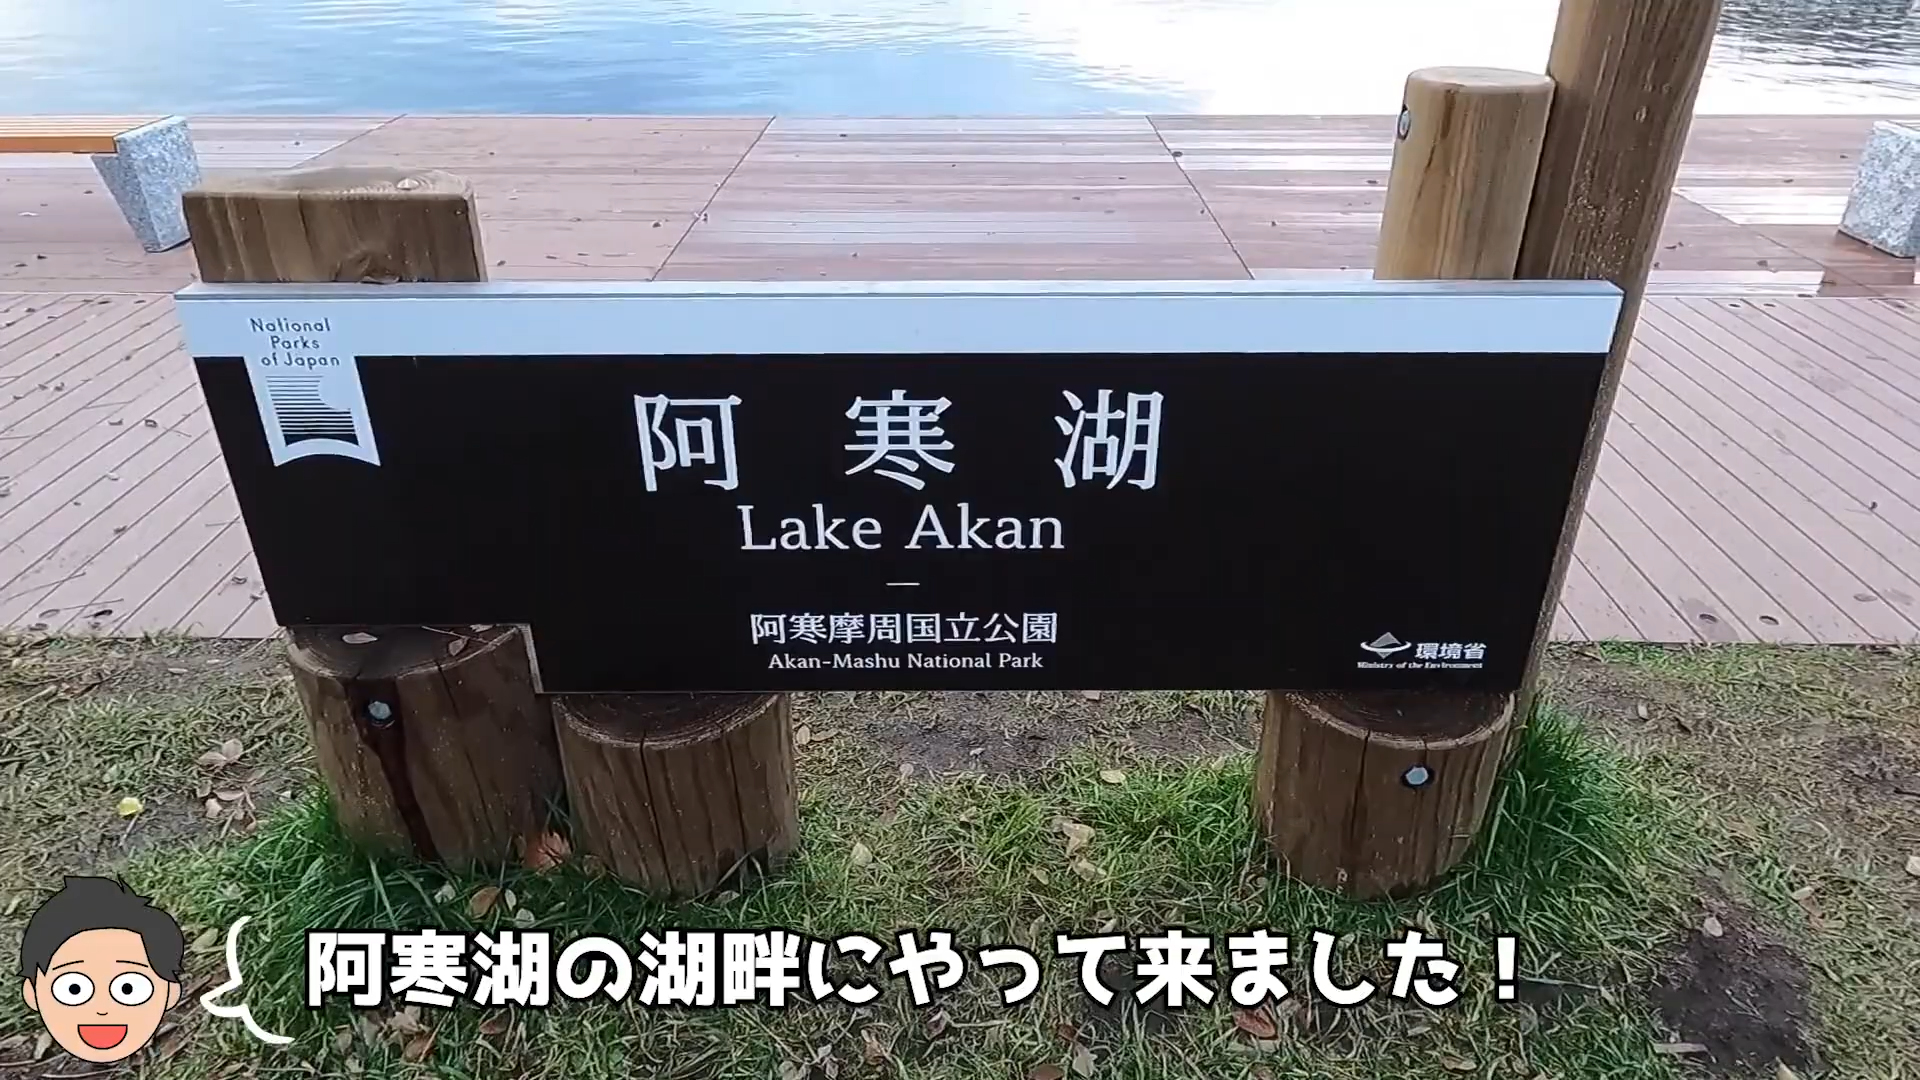 National
Parks
of Japan
阿寒湖
Lake Akan
阿寒摩周国立公園
Akan-Mashu National Park
環境省
Ministry of the Environment
阿寒湖の湖畔にやって来ました！